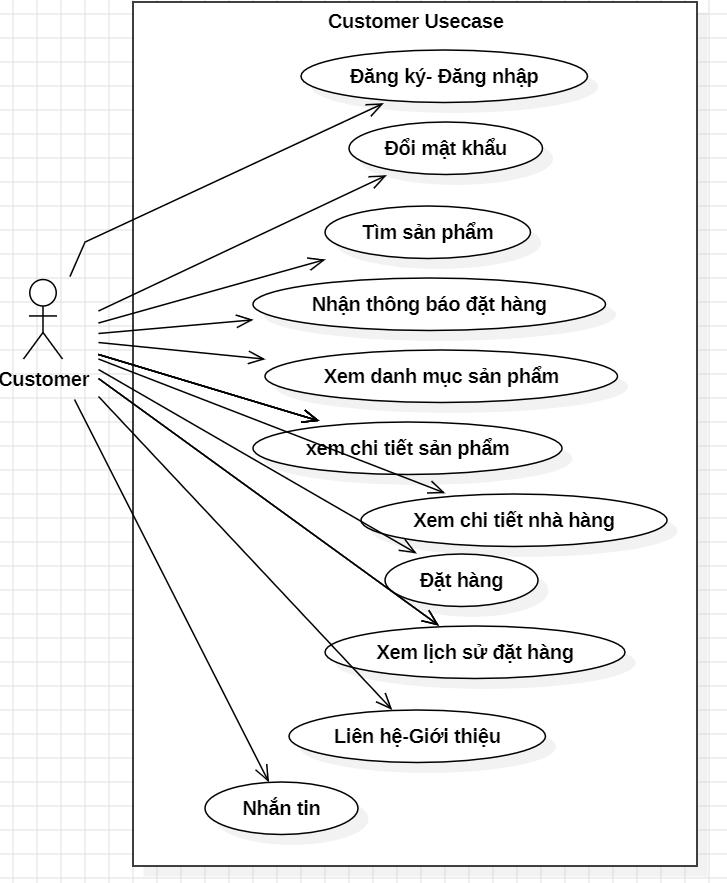 Customer Usecase
Đăng ký- Đăng nhập
Đổi mật khẩu
Tìm sản phẩm
Nhận thông báo đặt hàng
Customer
Xem danh mục sản phẩm
xem chi tiết sản phẩm
Xem chi tiết nhà hàng
Đặt hàng
Xem lịch sử đặt hàng
Liên hệ-Giới thiệu
Nhắn tin